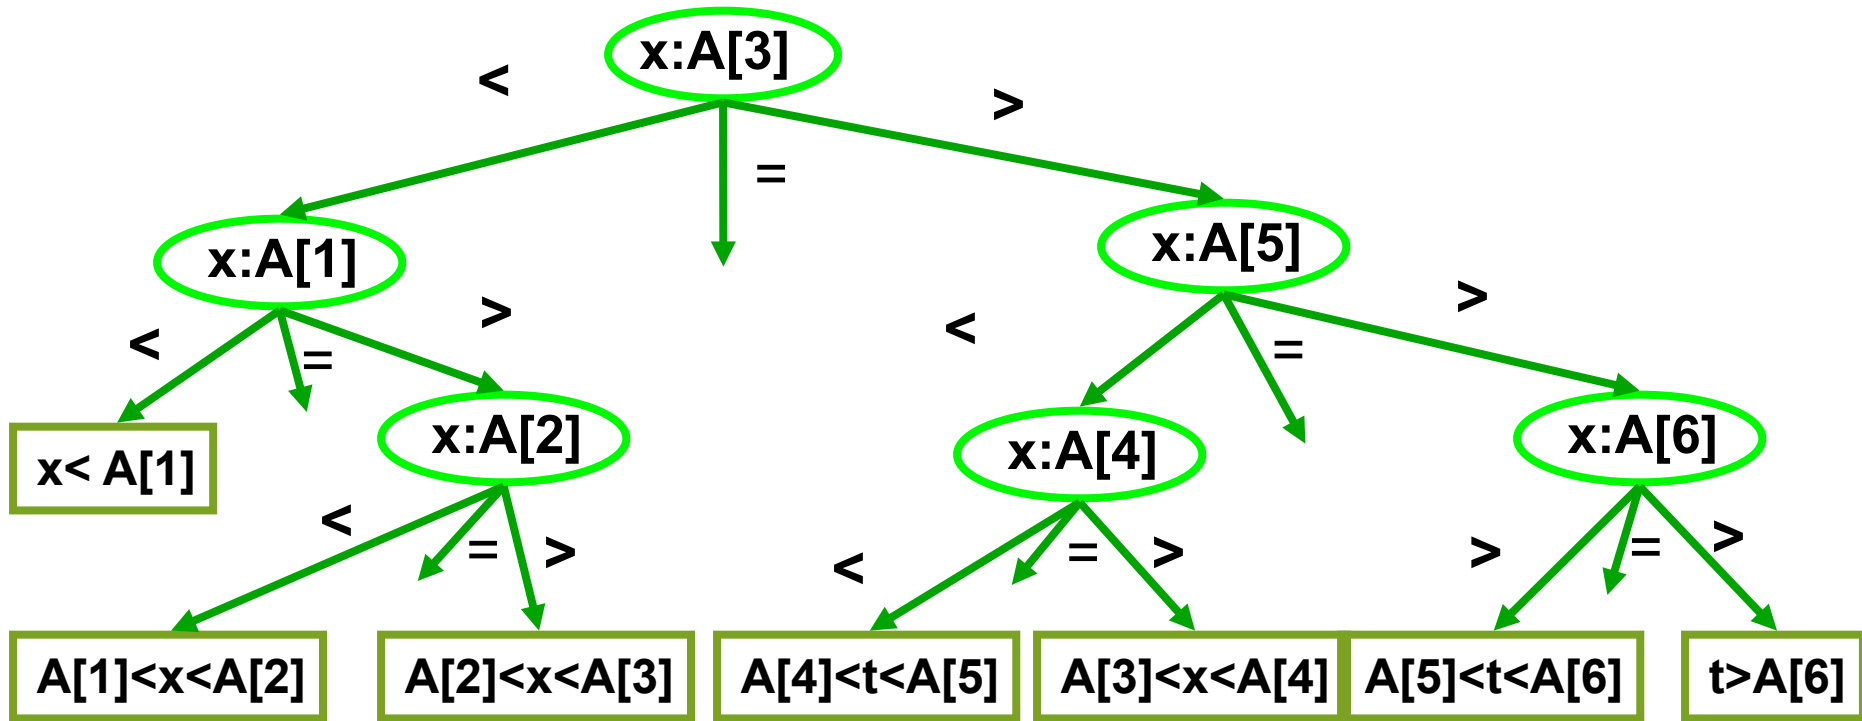 x:A[3]
<
>
=
x:A[1]
x:A[5]
<
=
>
<
=
>
x< A[1]
x:A[2]
x:A[4]
x:A[6]
<
=
>
<
=
>
>
=
>
A[1]<x<A[2]
A[2]<x<A[3]
A[4]<t<A[5]
A[3]<x<A[4]
A[5]<t<A[6]
t>A[6]